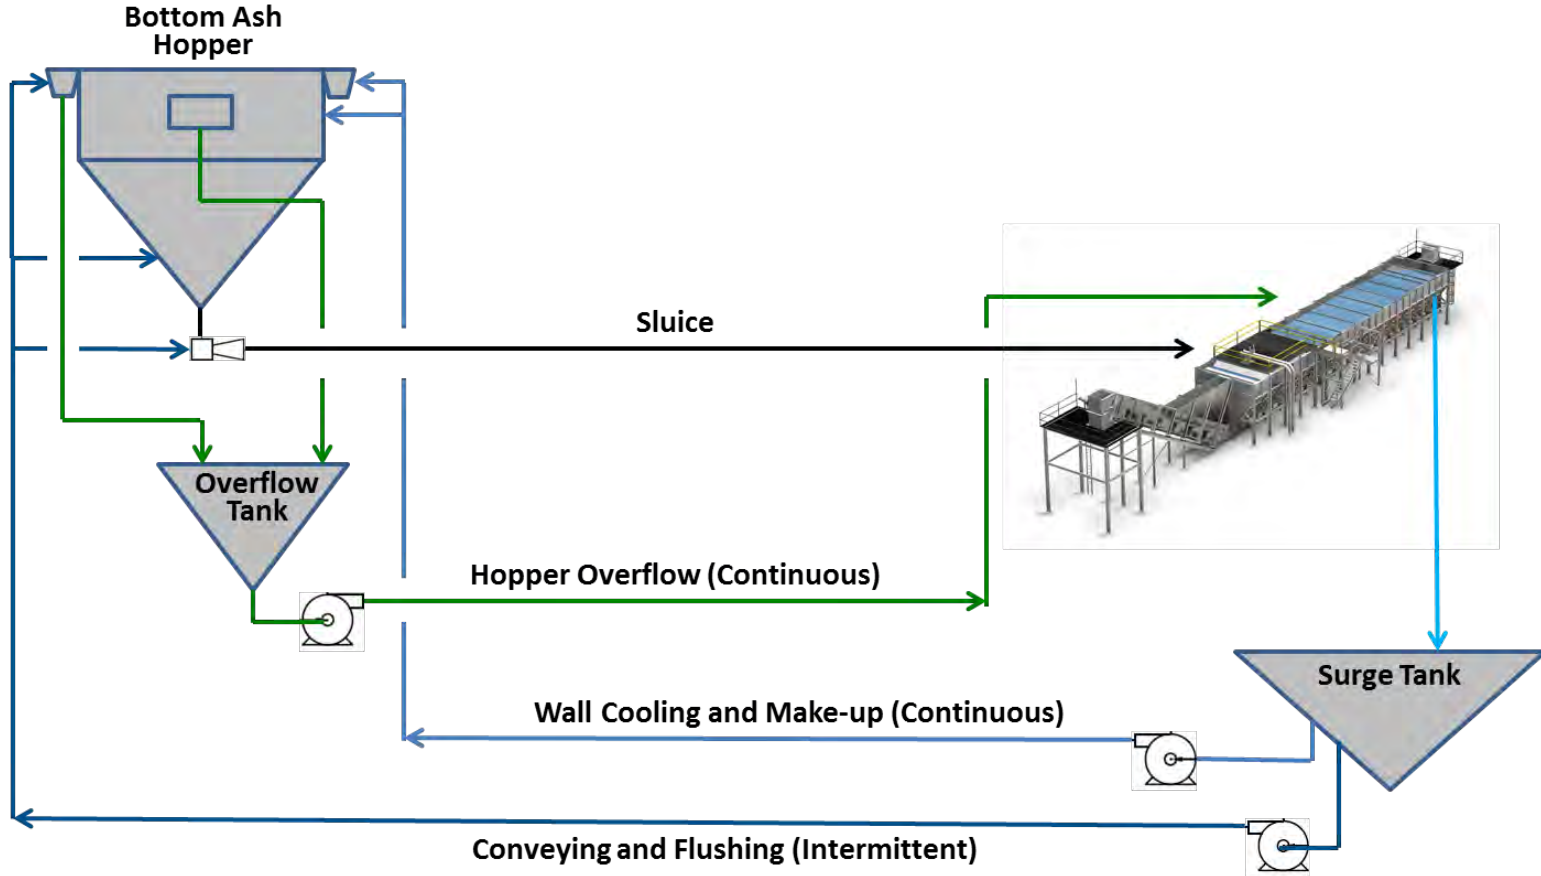 Bottom Ash
Hopper
Sluice
Overflow
Tank
Hopper Overflow (Continuous)
Surge Tank
Wall Cooling and Make-up (Continuous)
Conveying and Flushing (Intermittent)